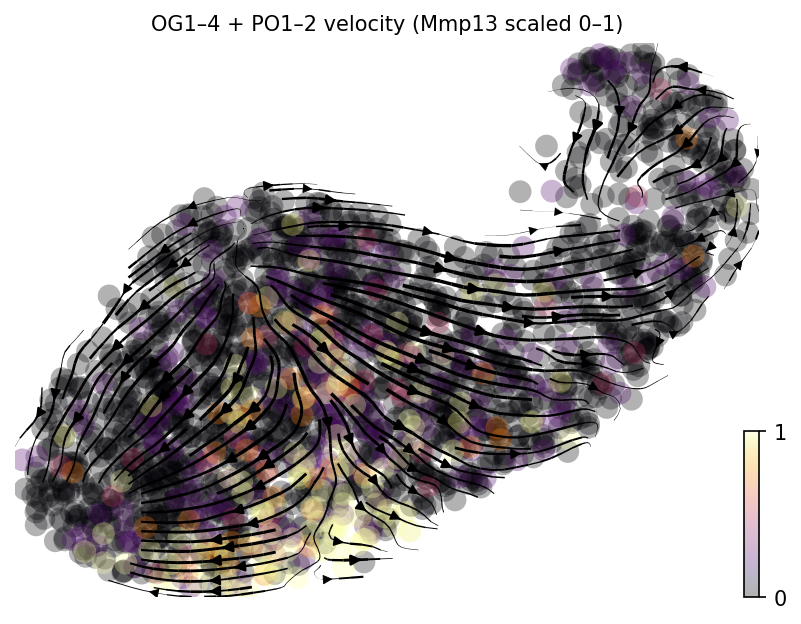 OG1–4 + PO1–2 velocity (Mmp13 scaled 0–1)
1
0